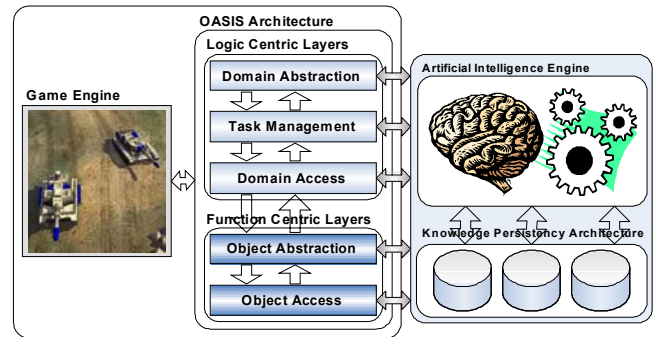 OASIS Architecture
Logic Centric Layers
Domain Abstraction
Artificial Intelligence Engine
Game Engine
Task Management
Domain Access
Function Centric Layers
Knowledge Persistency Architecture
Object Abstraction
Object Access